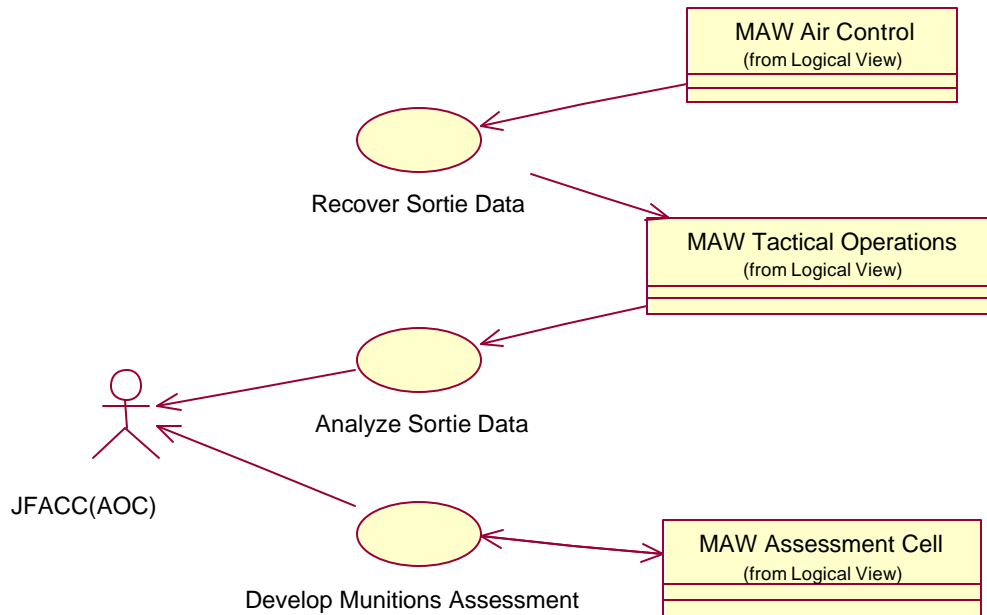 MAW Air Control
(from Logical View)
Recover Sortie Data
MAW Tactical Operations
(from Logical View)
Analyze Sortie Data
JFACC(AOC)
MAW Assessment Cell
(from Logical View)
Develop Munitions Assessment